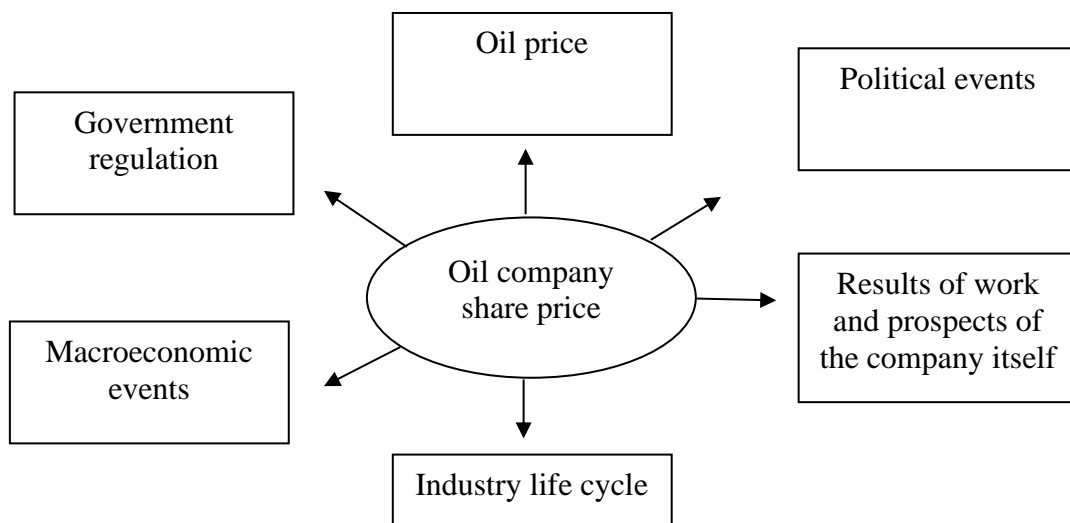 Oil price
Political events
Government
regulation
Oil company
share price
Results of work
and prospects of
the company itself
Macroeconomic
events
Industry life cycle